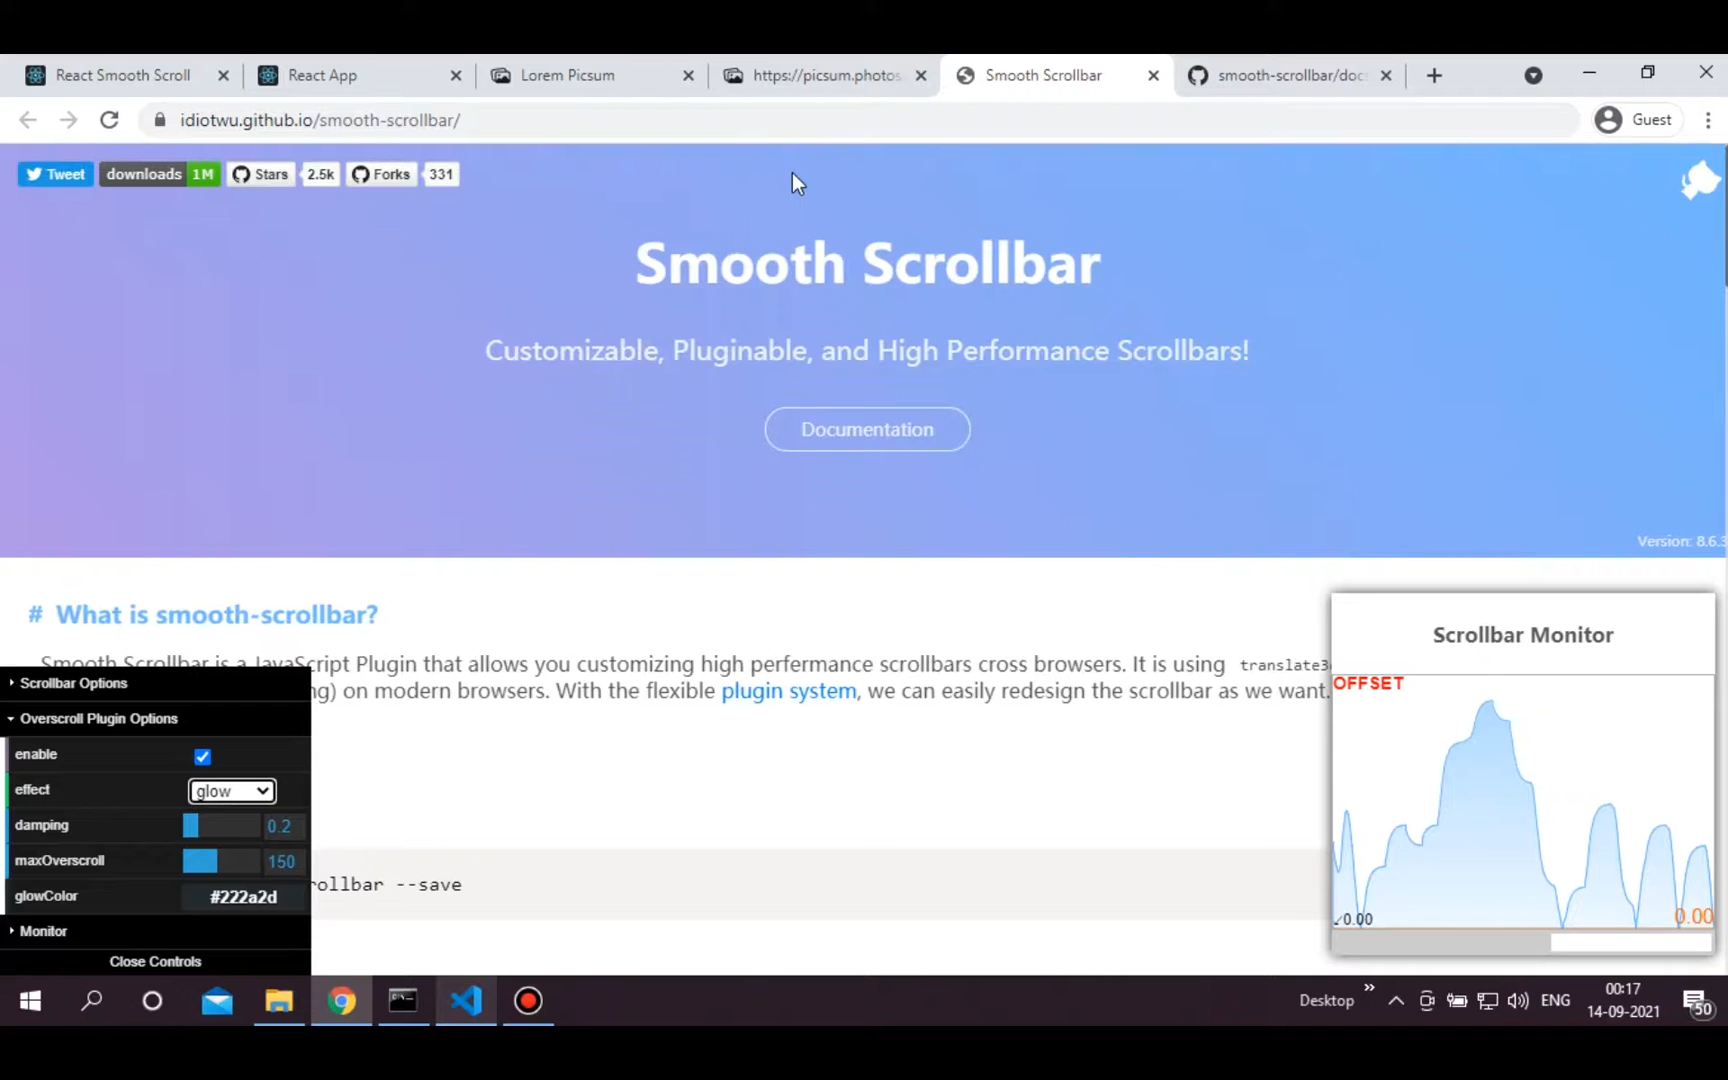 React Smooth Scroll
React App
Lorem Picsum
https://picsum.photos
Smooth Scrollbar
smooth-scrollbar/doc
idiotwu.github.io/smooth-scrollbar/
Guest
Tweet
downloads 1M
Stars 2.5k
Forks 331
Smooth Scrollbar
Customizable, Pluginable, and High Performance Scrollbars!
Documentation
Version: 8.6.3
# What is smooth-scrollbar?
Smooth Scrollbar is a JavaScript Plugin that allows you customizing high perfermance scrollbars cross browsers. It is using translate3
ng) on modern browsers. With the flexible plugin system, we can easily redesign the scrollbar as we want.
rollbar --save
Scrollbar Options
Overscroll Plugin Options
enable
effect glow
damping 0.2
maxOverscroll 150
glowColor #222a2d
Monitor
Close Controls
Scrollbar Monitor
OFFSET
0.00
0.00
Desktop
ENG
00:17
14-09-2021
50